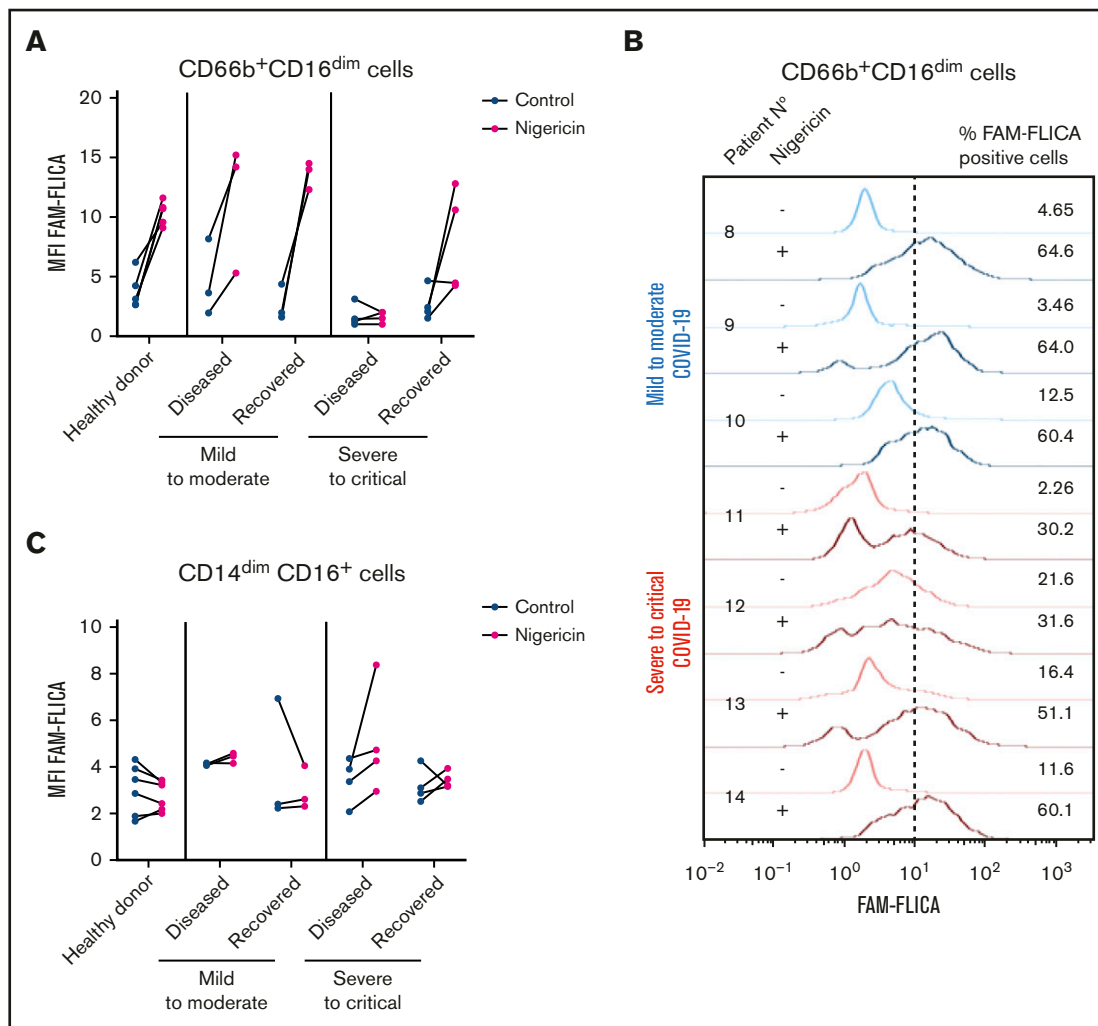 A
CD66b⁺CD16ᵈⁱᵐ cells
20
15
10
5
0
MFI FAM-FLICA
Control
Nigericin
Healthy donor
Diseased
Recovered
Diseased
Recovered
Mild
to moderate
Severe
to critical
B
CD66b⁺CD16ᵈⁱᵐ cells
Patient N°
Nigericin
% FAM-FLICA
positive cells
Mild to moderate
COVID-19
Severe to critical
COVID-19
8
- 4.65
+ 64.6
9
- 3.46
+ 64.0
10
- 12.5
+ 60.4
11
- 2.26
+ 30.2
12
- 21.6
+ 31.6
13
- 16.4
+ 51.1
14
- 11.6
+ 60.1
10⁻² 10⁻¹ 10⁰ 10¹ 10² 10³
FAM-FLICA
C
CD14ᵈⁱᵐ CD16⁺ cells
10
8
6
4
2
0
MFI FAM-FLICA
Control
Nigericin
Healthy donor
Diseased
Recovered
Diseased
Recovered
Mild
to moderate
Severe
to critical